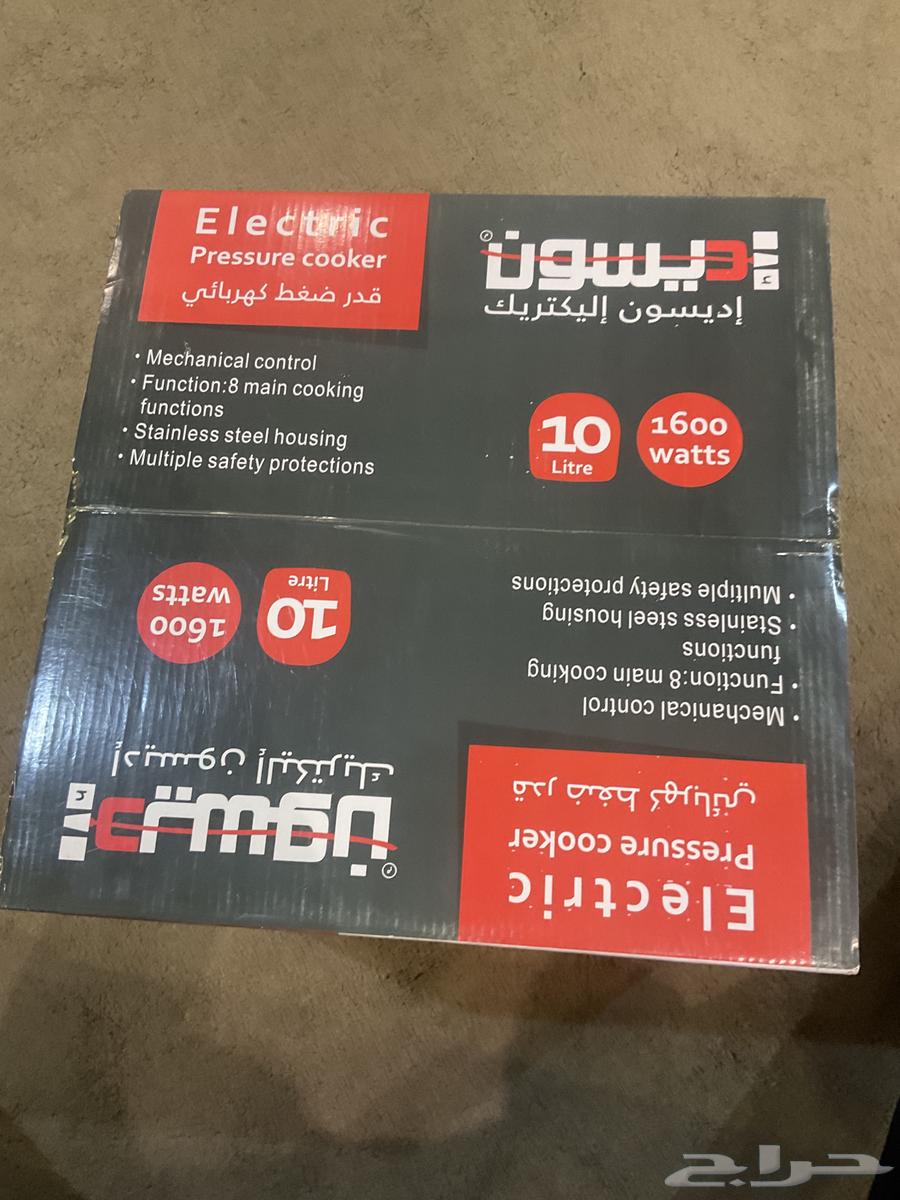 Electric
Pressure cooker
قدر ضغط كهربائي
إديسون
إديسون إليكتريك
• Mechanical control
• Function:8 main cooking
functions
• Stainless steel housing
• Multiple safety protections
10
Litre
1600
watts
Electric
Pressure cooker
قدر ضغط كهربائي
إديسون
إديسون إليكتريك
• Mechanical control
• Function:8 main cooking
functions
• Stainless steel housing
• Multiple safety protections
10
Litre
1600
watts
حراج